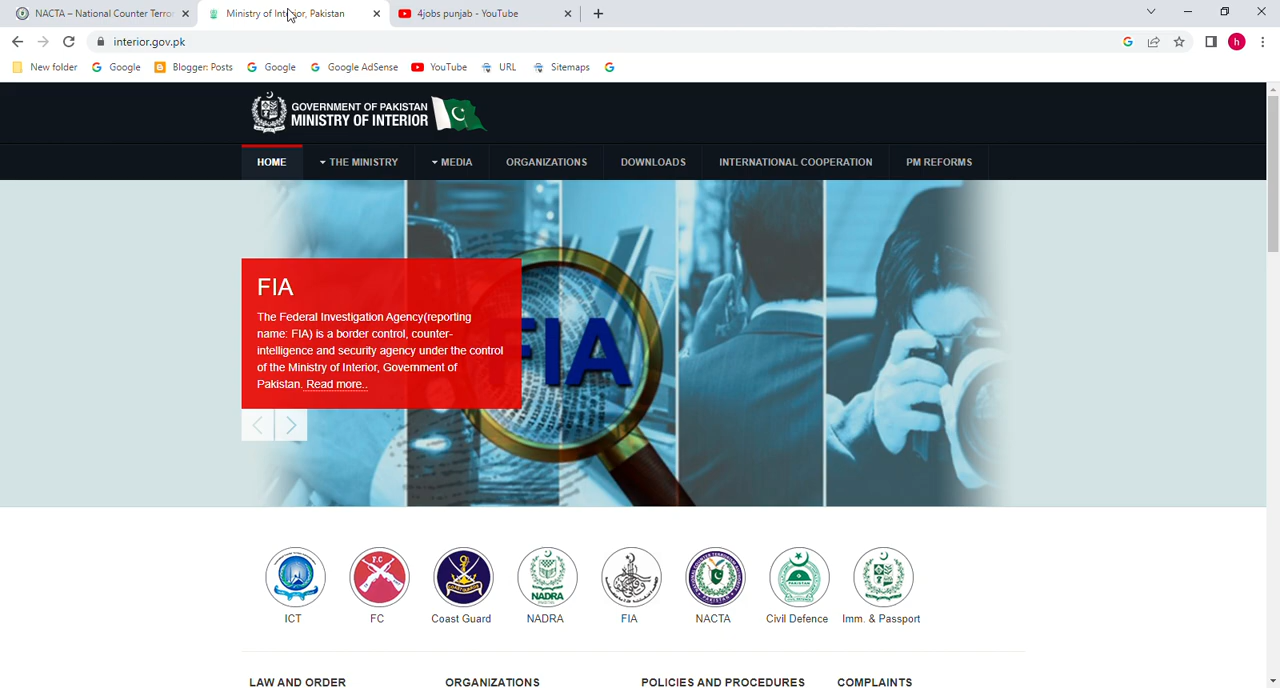 NACTA – National Counter Terror
Ministry of Interior, Pakistan
4jobs punjab - YouTube
interior.gov.pk
h
New folder
Google
Blogger: Posts
Google
Google AdSense
YouTube
URL
Sitemaps
GOVERNMENT OF PAKISTAN
MINISTRY OF INTERIOR
HOME
THE MINISTRY
MEDIA
ORGANIZATIONS
DOWNLOADS
INTERNATIONAL COOPERATION
PM REFORMS
FIA
The Federal Investigation Agency(reporting
name: FIA) is a border control, counter-
intelligence and security agency under the control
of the Ministry of Interior, Government of
Pakistan. Read more..
FIA
F.C
NADRA
PAKISTAN
ICT
FC
Coast Guard
NADRA
FIA
NACTA
Civil Defence
Imm. & Passport
LAW AND ORDER
ORGANIZATIONS
POLICIES AND PROCEDURES
COMPLAINTS